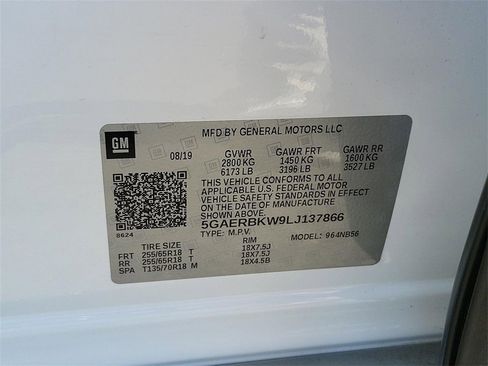 GM
MFD BY GENERAL MOTORS LLC
08/19 GVWR GAWR FRT GAWR RR
2800 KG 1450 KG 1600 KG
6173 LB 3196 LB 3527 LB
THIS VEHICLE CONFORMS TO ALL
APPLICABLE U.S. FEDERAL MOTOR
VEHICLE SAFETY STANDARDS IN EFFECT
ON THE DATE OF MANUFACTURE
SHOWN ABOVE.
5GAERBKW9LJ137866
8624 TYPE: M.P.V. MODEL: 964NB56
TIRE SIZE RIM
FRT 255/65R18 T 18X7.5J
RR 255/65R18 T 18X7.5J
SPA T135/70R18 M 18X4.5B